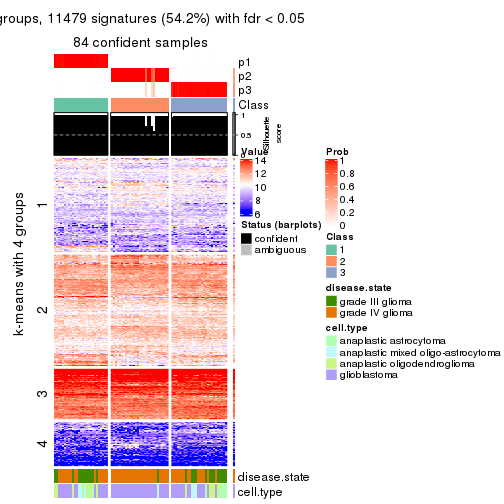 groups, 11479 signatures (54.2%) with fdr < 0.05
84 confident samples
p1
p2
p3
Class
1
0.5
0
Silhouette
score
k-means with 4 groups
1
2
3
4
disease.state
cell.type
Value
14
12
10
8
6
Status (barplots)
confident
ambiguous
Prob
1
0.8
0.6
0.4
0.2
0
Class
1
2
3
disease.state
grade III glioma
grade IV glioma
cell.type
anaplastic astrocytoma
anaplastic mixed oligo-astrocytoma
anaplastic oligodendroglioma
glioblastoma